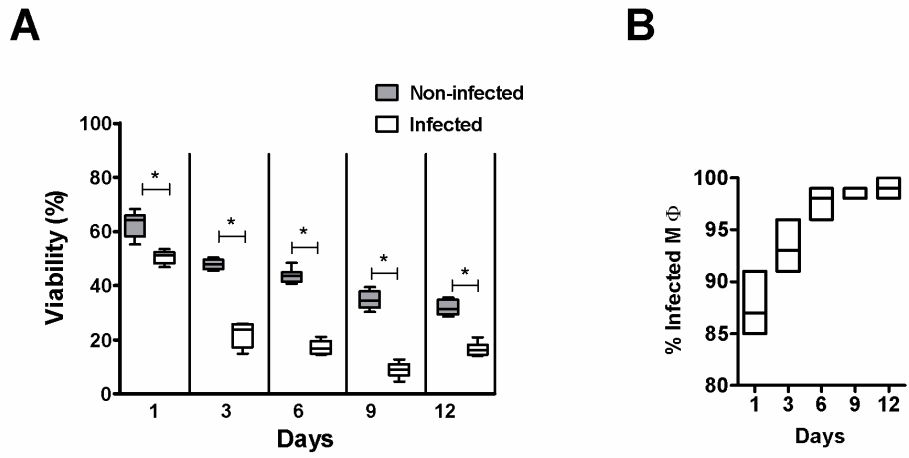 A
Non-infected
Infected
Viability (%)
100
80
60
40
20
0
*
*
*
*
*
1 3 6 9 12
Days
B
% Infected M Φ
100
95
90
85
80
1 3 6 9 12
Days